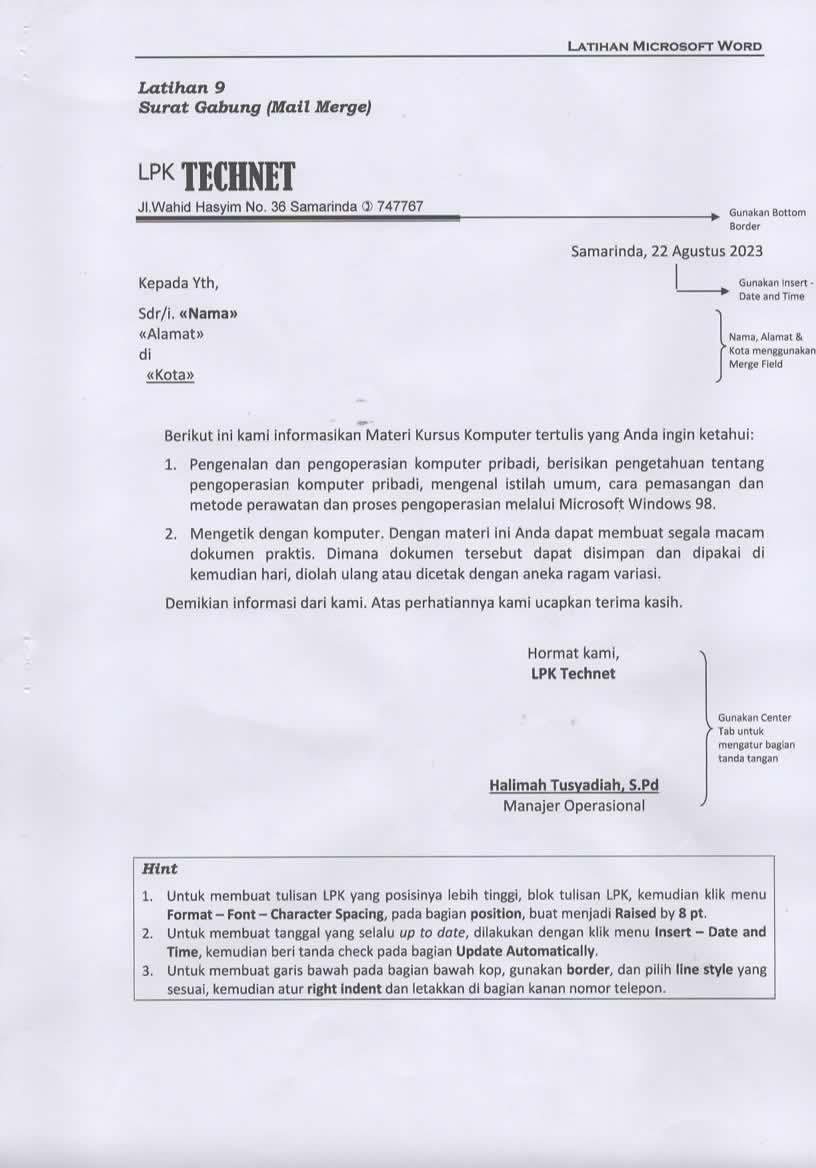 LATIHAN MICROSOFT WORD
Latihan 9
Surat Gabung (Mail Merge)
LPK TECHNET
Jl.Wahid Hasyim No. 36 Samarinda ✆ 747767
Gunakan Bottom
Border
Samarinda, 22 Agustus 2023
Kepada Yth,
Gunakan Insert -
Date and Time
Sdr/i. «Nama»
«Alamat»
di
«Kota»
Nama, Alamat &
Kota menggunakan
Merge Field
Berikut ini kami informasikan Materi Kursus Komputer tertulis yang Anda ingin ketahui:
1. Pengenalan dan pengoperasian komputer pribadi, berisikan pengetahuan tentang
pengoperasian komputer pribadi, mengenal istilah umum, cara pemasangan dan
metode perawatan dan proses pengoperasian melalui Microsoft Windows 98.
2. Mengetik dengan komputer. Dengan materi ini Anda dapat membuat segala macam
dokumen praktis. Dimana dokumen tersebut dapat disimpan dan dipakai di
kemudian hari, diolah ulang atau dicetak dengan aneka ragam variasi.
Demikian informasi dari kami. Atas perhatiannya kami ucapkan terima kasih.
Hormat kami,
LPK Technet
Gunakan Center
Tab untuk
mengatur bagian
tanda tangan
Halimah Tusyadiah, S.Pd
Manajer Operasional
Hint
1. Untuk membuat tulisan LPK yang posisinya lebih tinggi, blok tulisan LPK, kemudian klik menu
Format – Font – Character Spacing, pada bagian position, buat menjadi Raised by 8 pt.
2. Untuk membuat tanggal yang selalu up to date, dilakukan dengan klik menu Insert – Date and
Time, kemudian beri tanda check pada bagian Update Automatically.
3. Untuk membuat garis bawah pada bagian bawah kop, gunakan border, dan pilih line style yang
sesuai, kemudian atur right indent dan letakkan di bagian kanan nomor telepon.